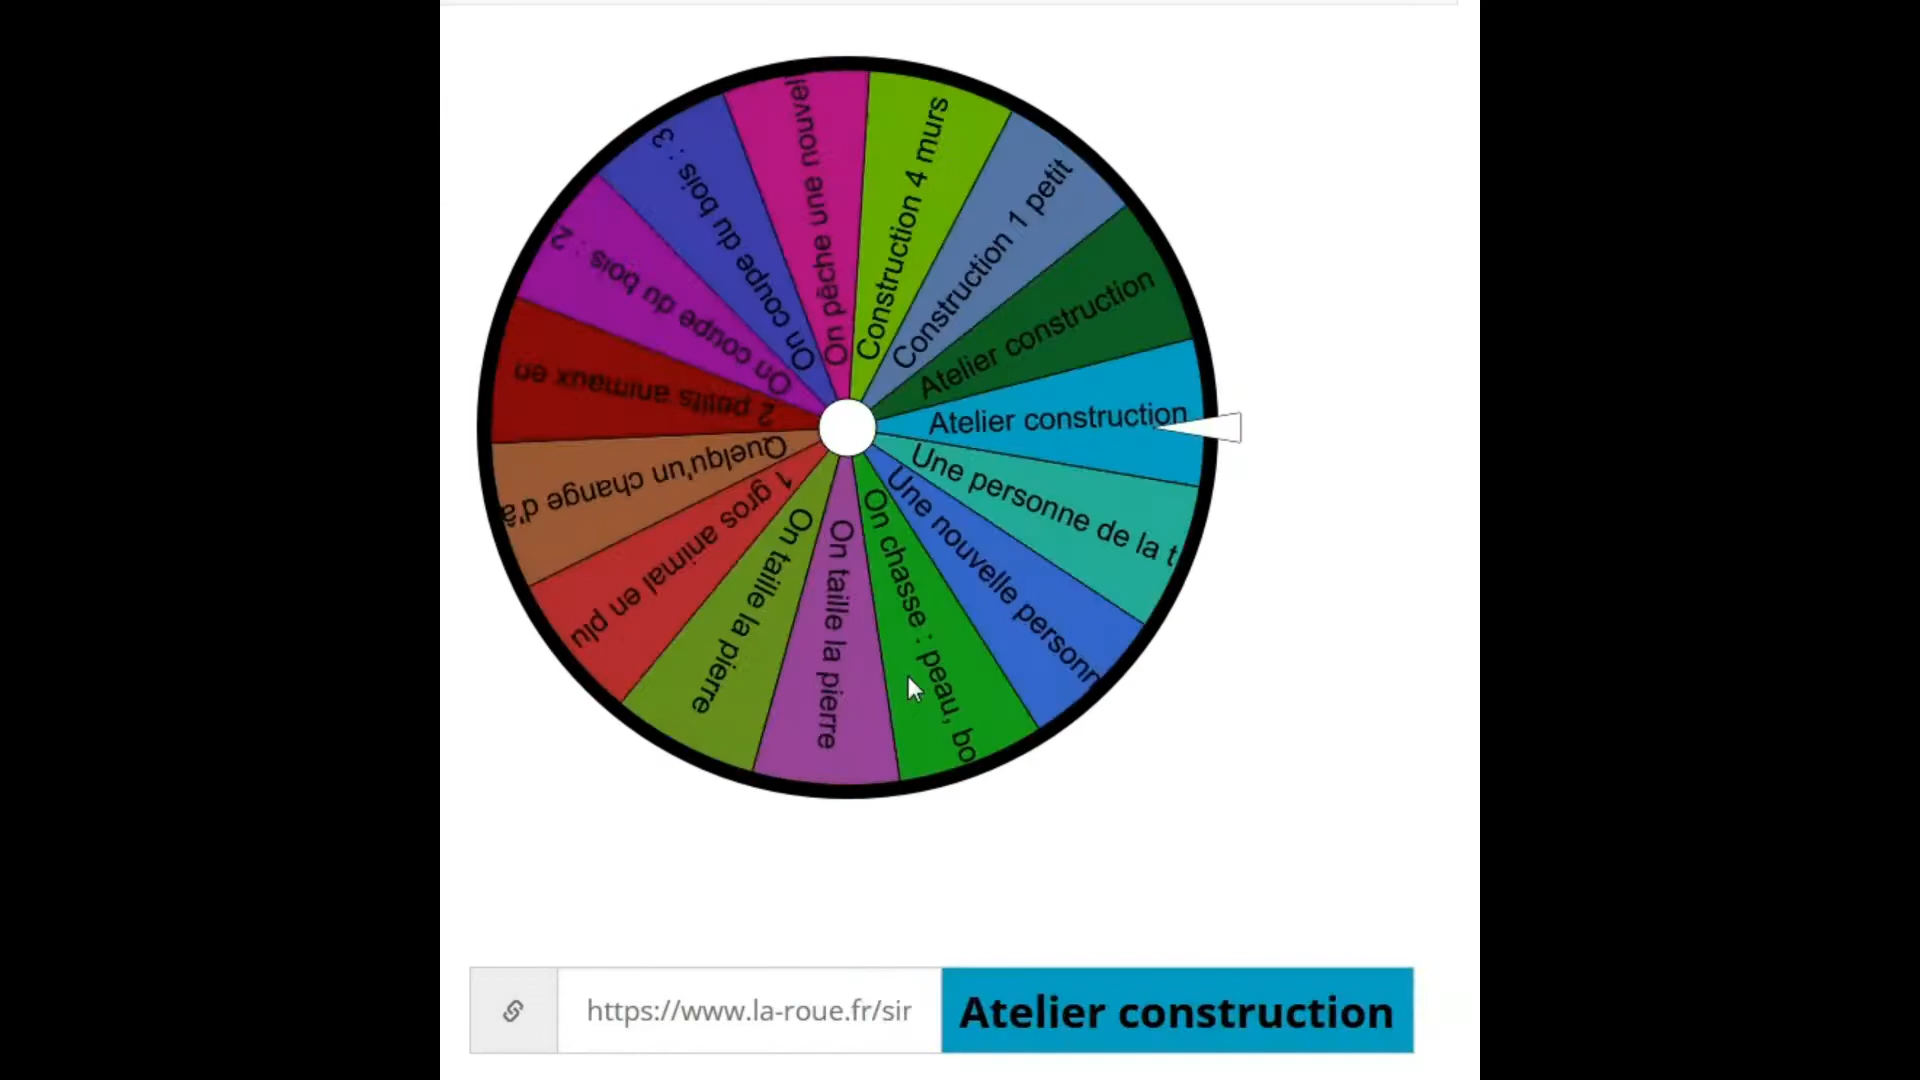 On pêche une nouvel
Construction 4 murs
Construction 1 petit
Atelier construction
Atelier construction
Une personne de la t
Une nouvelle personn
On chasse : peau, bo
On taille la pierre
On taille la pierre
1 gros animal en plu
Quelqu'un change d'â
2 petits animaux en
On coupe du bois : 2
On coupe du bois : 3
https://www.la-roue.fr/sir
Atelier construction